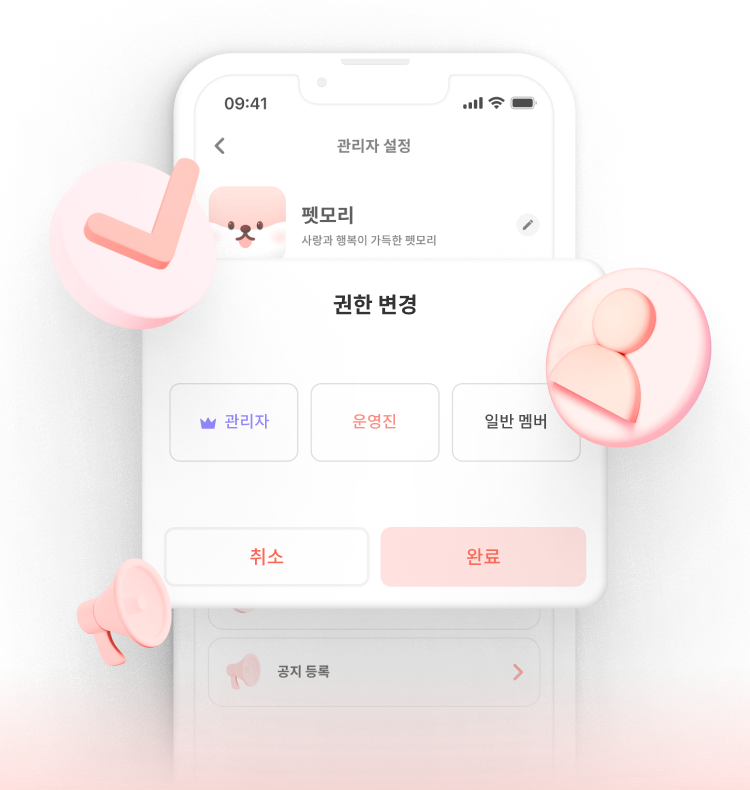 09:41
관리자 설정
펫모리
사랑과 행복이 가득한 펫모리
권한 변경
관리자
운영진
일반 멤버
취소
완료
공지 등록